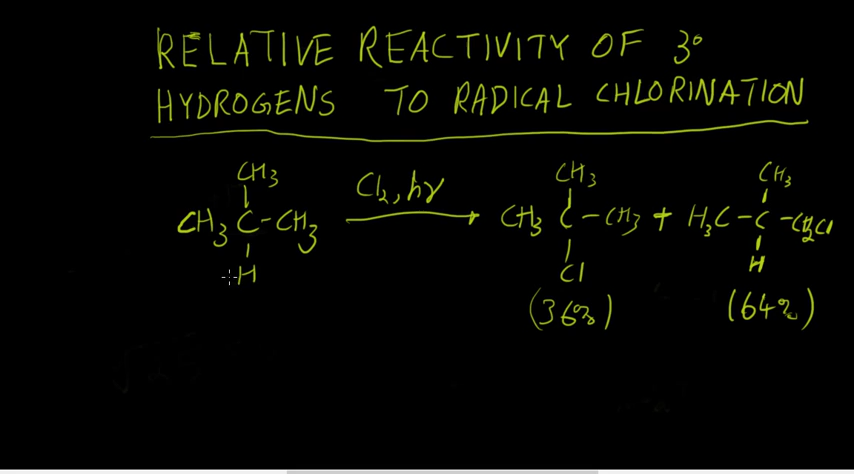 RELATIVE REACTIVITY OF 3°
HYDROGENS TO RADICAL CHLORINATION
CH3 CH3 CH3
Cl2, hν
CH3 C-CH3 CH3 C-CH3 + H3C-C-CH2Cl
H Cl H
(36%) (64%)